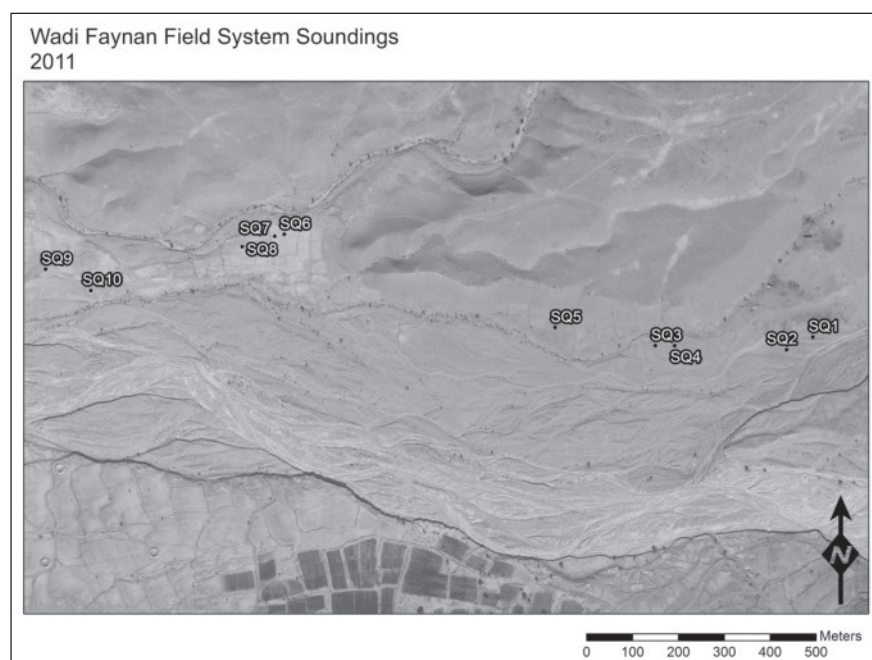 Wadi Faynan Field System Soundings
2011
SQ7 SQ6
SQ8
SQ9
SQ10
SQ5
SQ3
SQ4
SQ2 SQ1
N
Meters
0 100 200 300 400 500